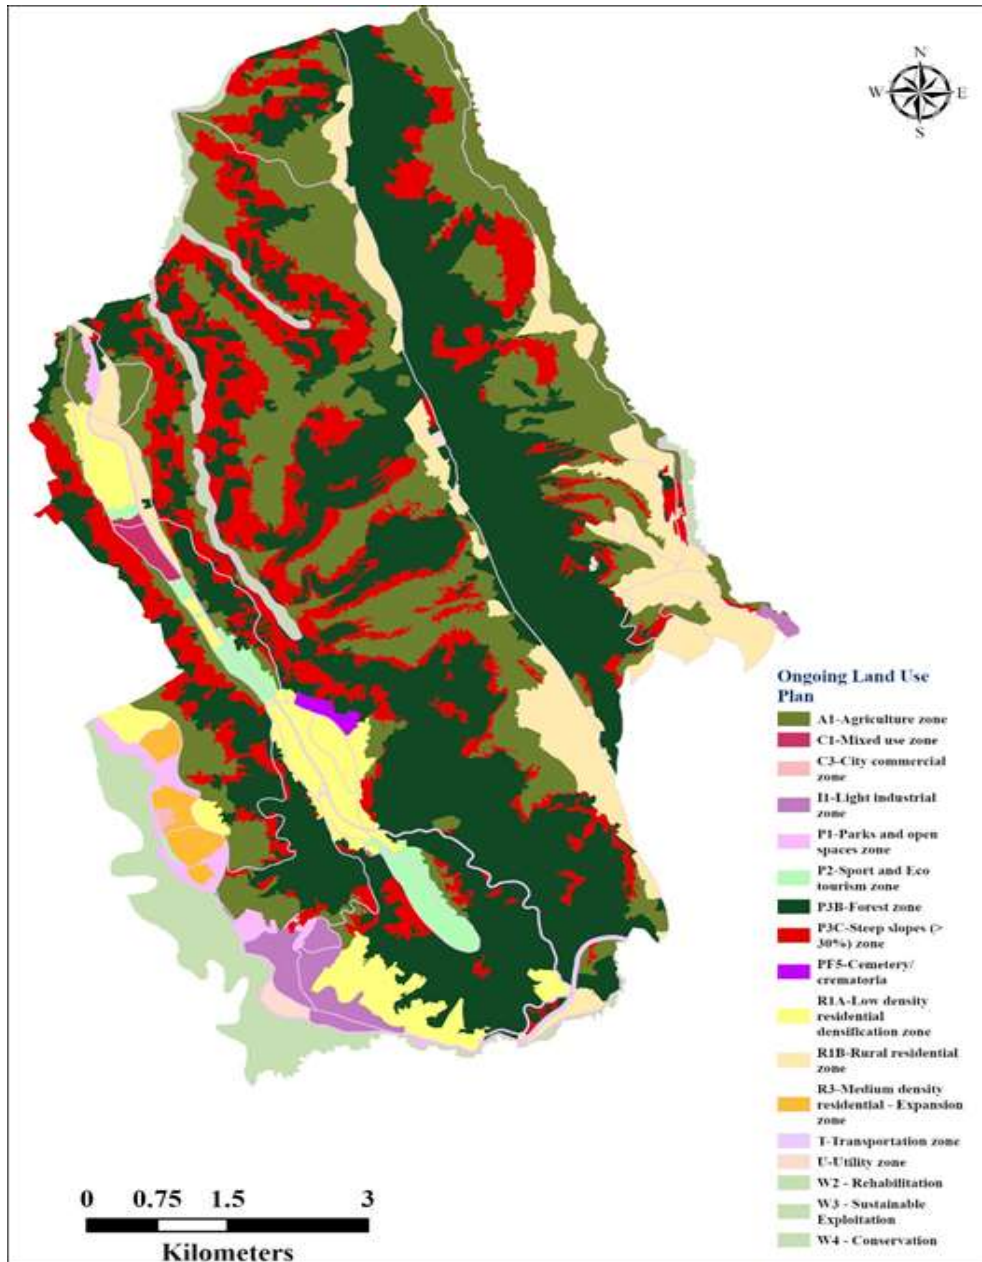 N
W E
S
Ongoing Land Use
Plan
A1-Agriculture zone
C1-Mixed use zone
C3-City commercial
zone
I1-Light industrial
zone
P1-Parks and open
spaces zone
P2-Sport and Eco
tourism zone
P3B-Forest zone
P3C-Steep slopes (>
30%) zone
PF5-Cemetery/
crematoria
R1A-Low density
residential
densification zone
R1B-Rural residential
zone
R3-Medium density
residential - Expansion
zone
T-Transportation zone
U-Utility zone
W2 - Rehabilitation
W3 - Sustainable
Exploitation
W4 - Conservation
0 0.75 1.5 3
Kilometers